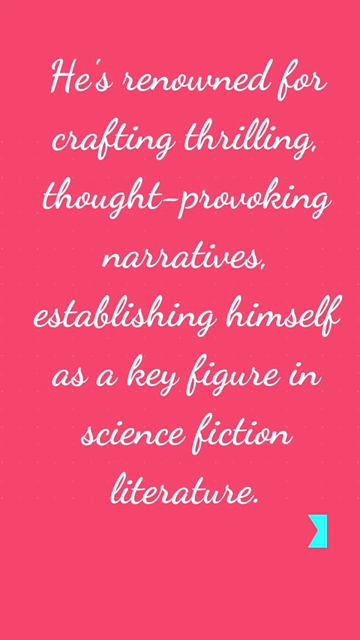 He's renowned for
crafting thrilling,
thought-provoking
narratives,
establishing himself
as a key figure in
science fiction
literature.